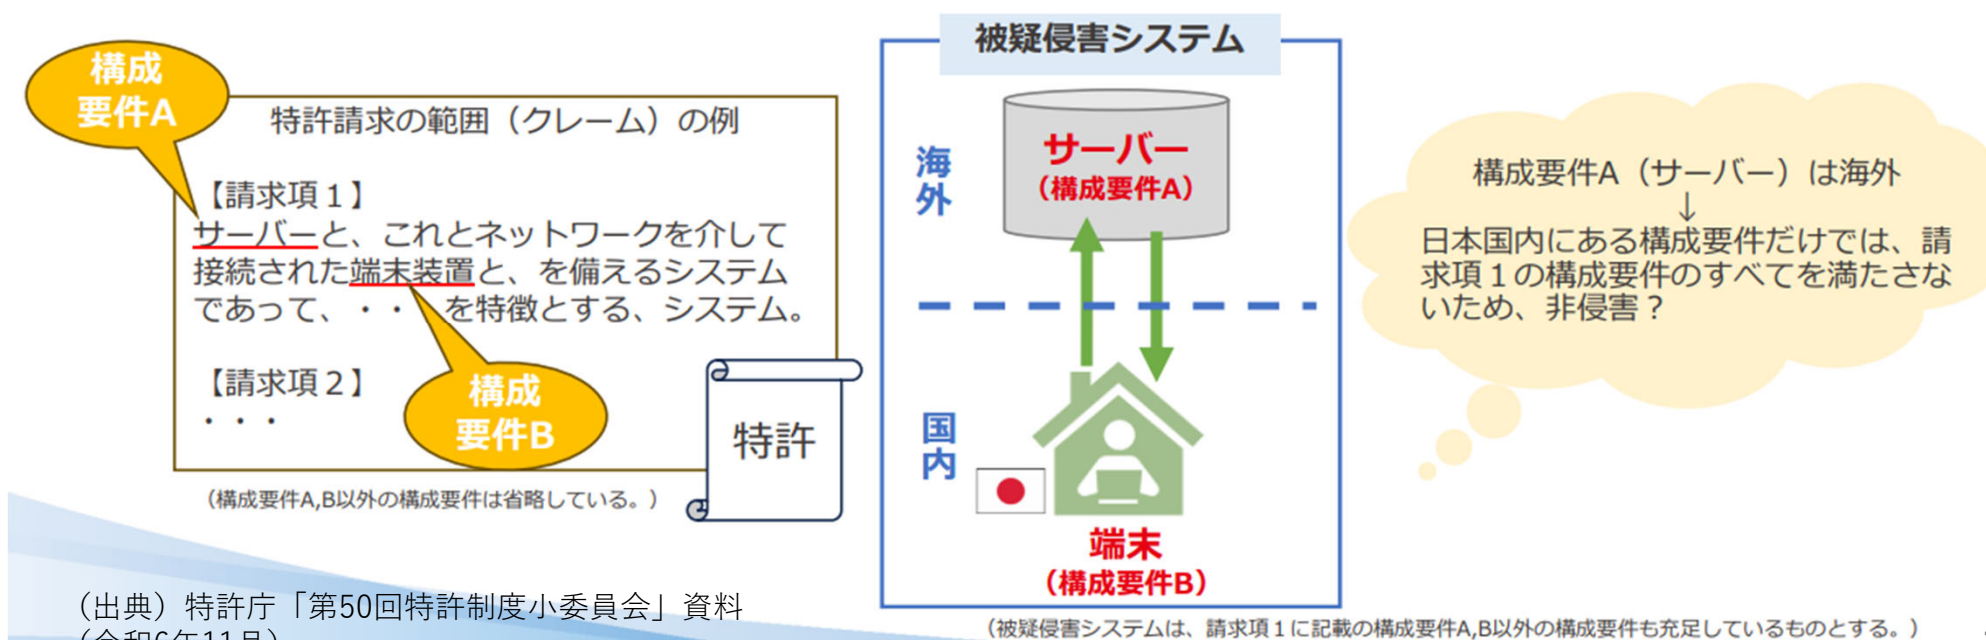 構成
要件A
特許請求の範囲（クレーム）の例
【請求項１】
サーバーと、これとネットワークを介して
接続された端末装置と、を備えるシステム
であって、・・ を特徴とする、システム。
【請求項２】
・・・
構成
要件B
特許
（構成要件A,B以外の構成要件は省略している。）
（出典）特許庁「第50回特許制度小委員会」資料
（令和6年11月）
被疑侵害システム
海外
サーバー
（構成要件A）
国内
端末
（構成要件B）
（被疑侵害システムは、請求項１に記載の構成要件A,B以外の構成要件も充足しているものとする。）
構成要件A（サーバー）は海外
↓
日本国内にある構成要件だけでは、請
求項１の構成要件のすべてを満たさな
いため、非侵害？